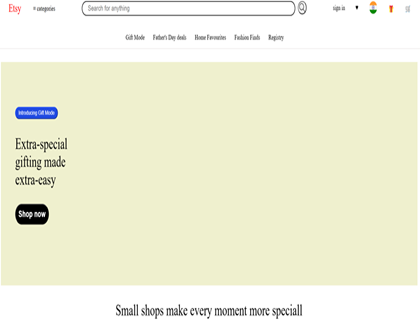 Etsy
≡ categories
Search for anything
sign in
Gift Mode Father's Day deals Home Favourites Fashion Finds Registry
Introducing Gift Mode
Extra-special
gifting made
extra-easy
Shop now
Small shops make every moment more speciall